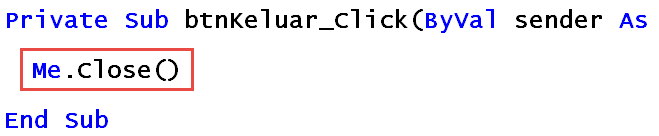 Private Sub btnKeluar_Click(ByVal sender As
Me.Close()
End Sub